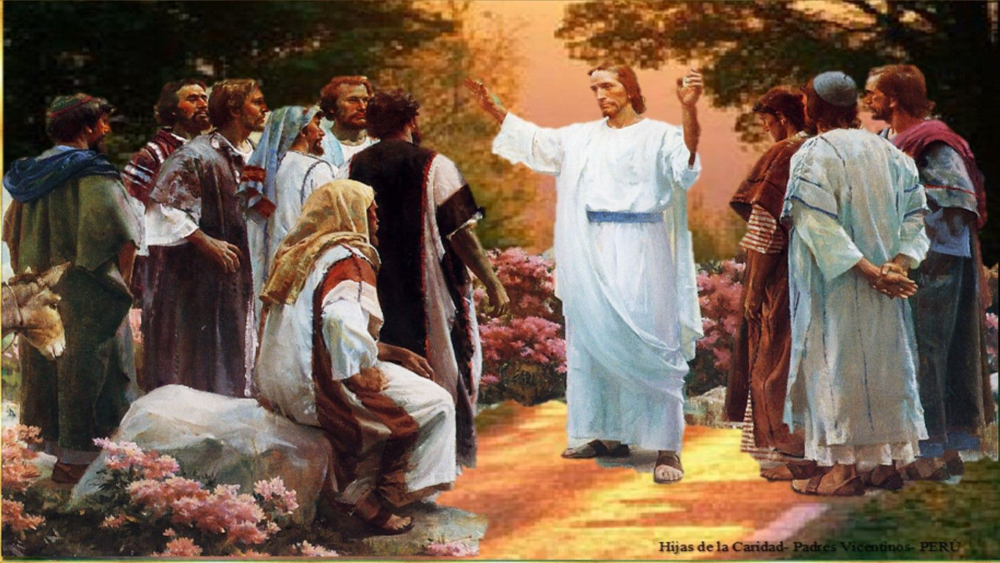 Hijas de la Caridad- Padres Vicentinos- PERÚ